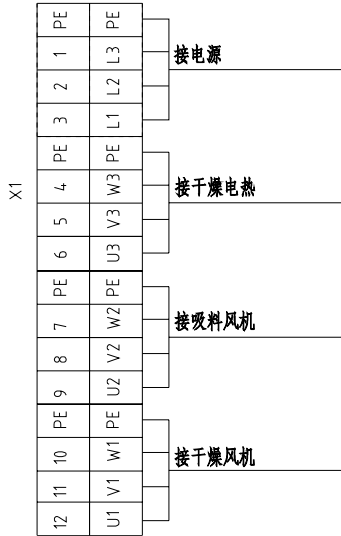 X1
PE PE
1 L3
2 L2
3 L1
接电源
PE PE
4 W3
5 V3
6 U3
接干燥电热
PE PE
7 W2
8 V2
9 U2
接吸料风机
PE PE
10 W1
11 V1
12 U1
接干燥风机